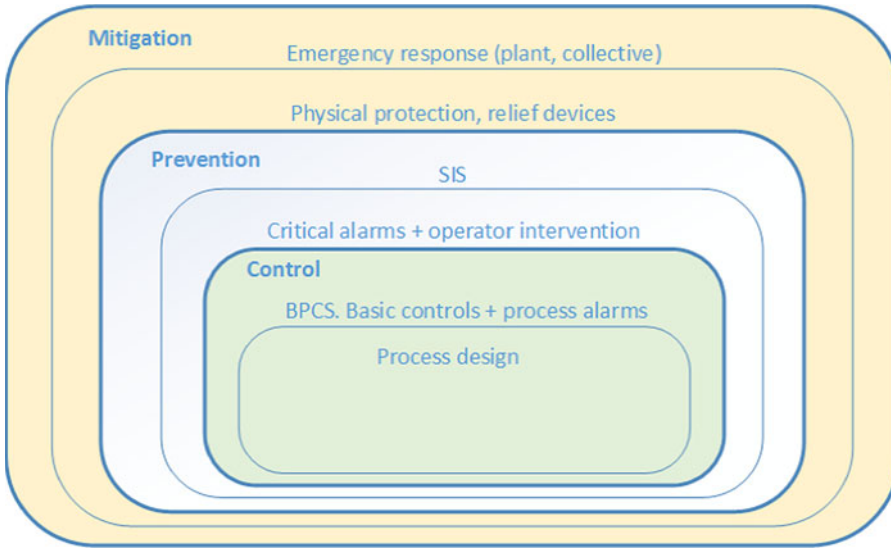 Mitigation
Emergency response (plant, collective)
Physical protection, relief devices
Prevention
SIS
Critical alarms + operator intervention
Control
BPCS. Basic controls + process alarms
Process design